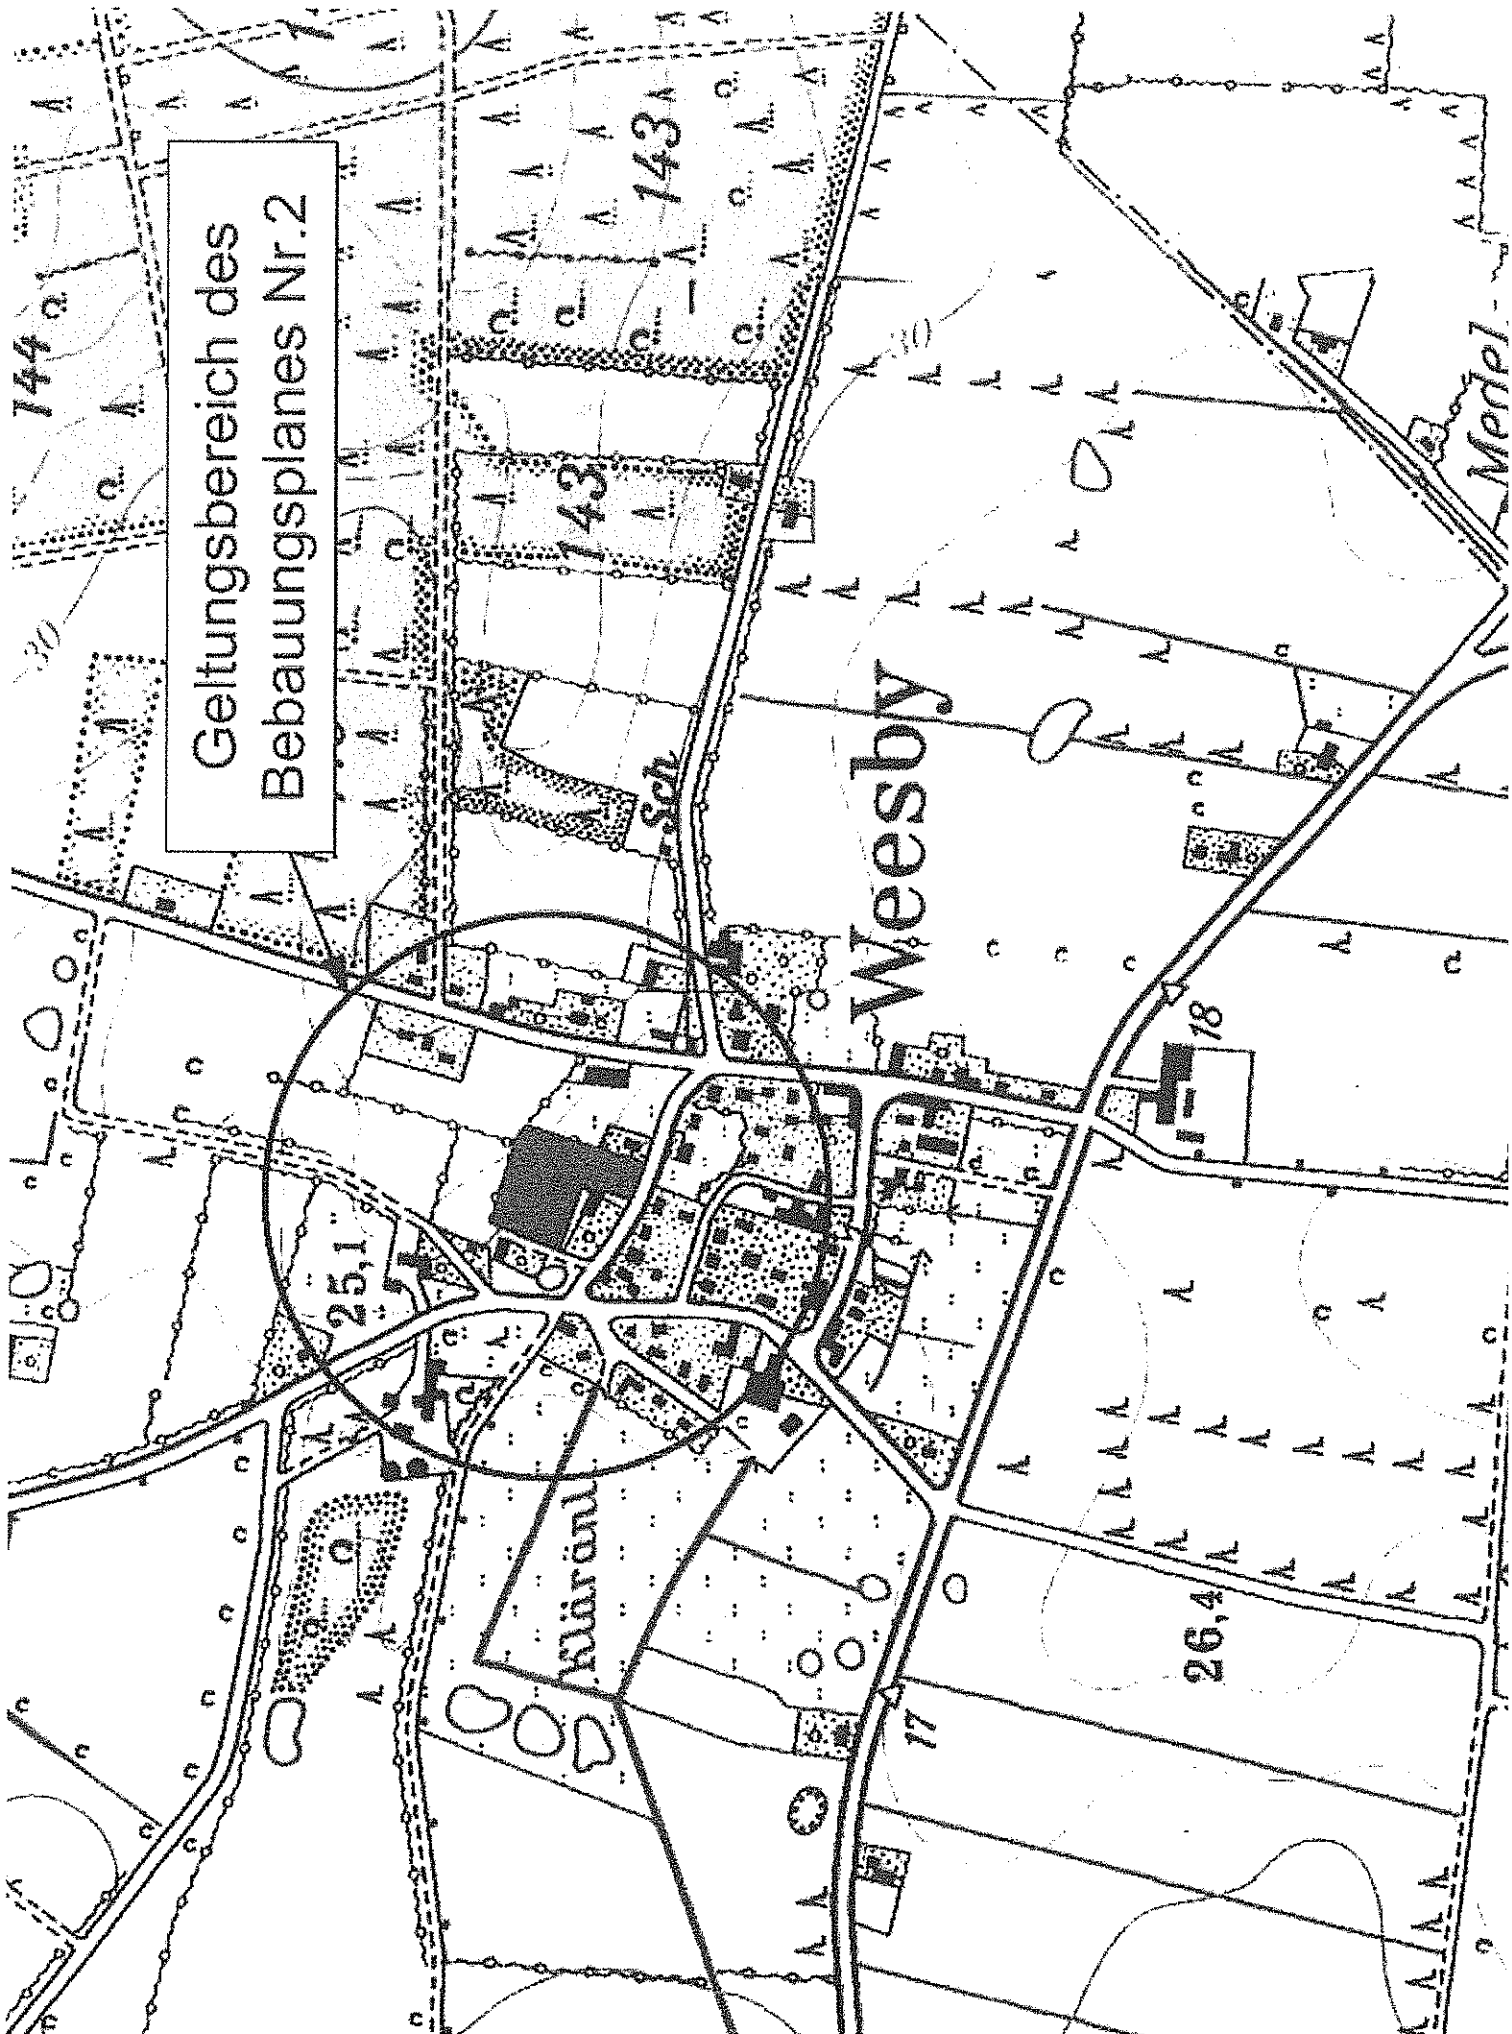 Geltungsbereich des
Bebauungsplanes Nr.2
144
143
143
30
30
Sch
Weesby
25,1
Kläranl
18
17
26,4
Medel-